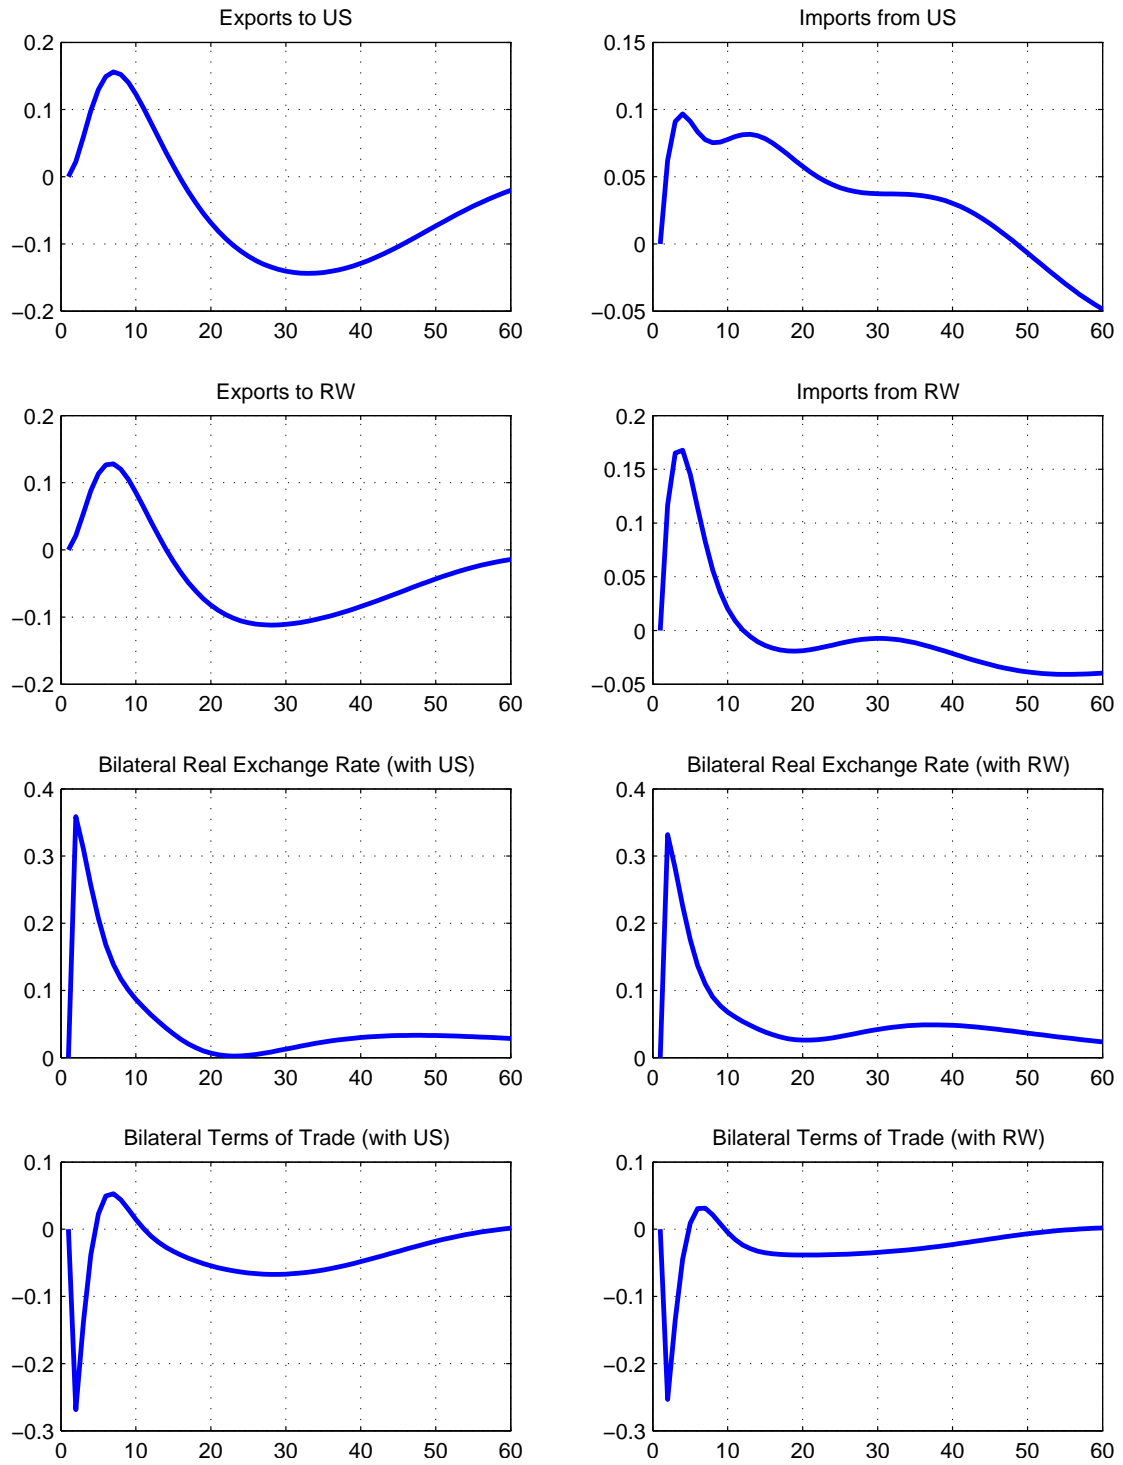 Exports to US
0.2
0.1
0
−0.1
−0.2
0 10 20 30 40 50 60
Imports from US
0.15
0.1
0.05
0
−0.05
0 10 20 30 40 50 60
Exports to RW
0.2
0.1
0
−0.1
−0.2
0 10 20 30 40 50 60
Imports from RW
0.2
0.15
0.1
0.05
0
−0.05
0 10 20 30 40 50 60
Bilateral Real Exchange Rate (with US)
0.4
0.3
0.2
0.1
0
0 10 20 30 40 50 60
Bilateral Real Exchange Rate (with RW)
0.4
0.3
0.2
0.1
0
0 10 20 30 40 50 60
Bilateral Terms of Trade (with US)
0.1
0
−0.1
−0.2
−0.3
0 10 20 30 40 50 60
Bilateral Terms of Trade (with RW)
0.1
0
−0.1
−0.2
−0.3
0 10 20 30 40 50 60